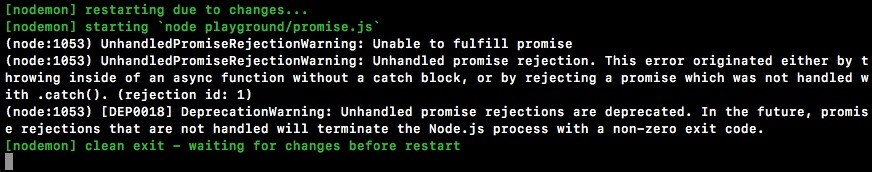 [nodemon] restarting due to changes...
[nodemon] starting `node playground/promise.js`
(node:1053) UnhandledPromiseRejectionWarning: Unable to fulfill promise
(node:1053) UnhandledPromiseRejectionWarning: Unhandled promise rejection. This error originated either by t
hrowing inside of an async function without a catch block, or by rejecting a promise which was not handled w
ith .catch(). (rejection id: 1)
(node:1053) [DEP0018] DeprecationWarning: Unhandled promise rejections are deprecated. In the future, promis
e rejections that are not handled will terminate the Node.js process with a non-zero exit code.
[nodemon] clean exit - waiting for changes before restart